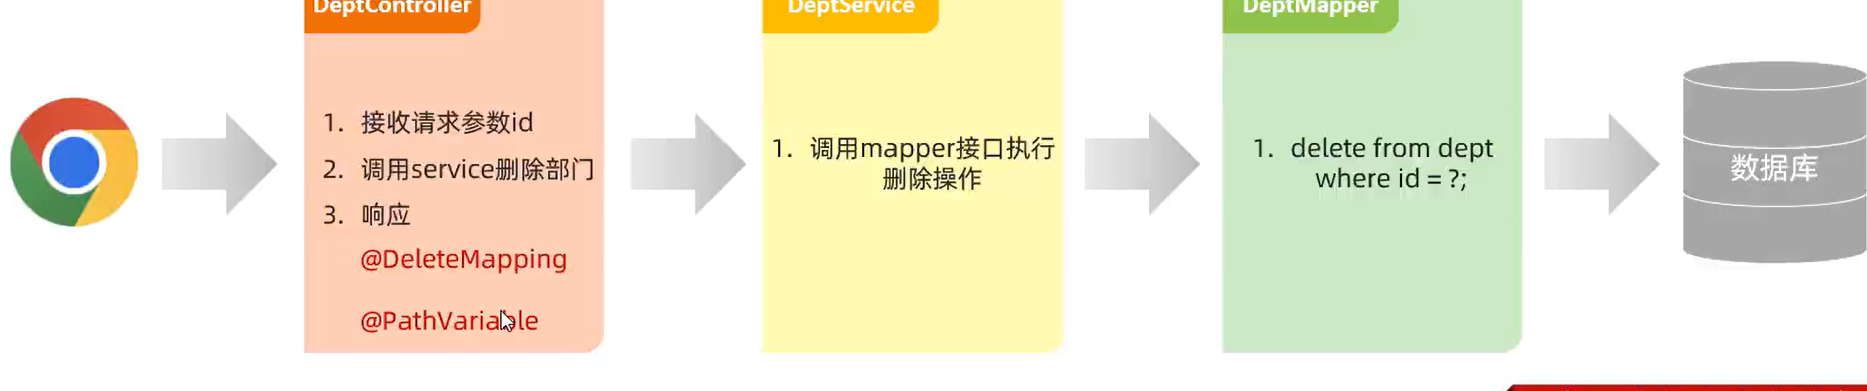 DeptController
1. 接收请求参数id
2. 调用service删除部门
3. 响应
@DeleteMapping
@PathVariable
DeptService
1. 调用mapper接口执行
删除操作
DeptMapper
1. delete from dept
where id = ?;
数据库